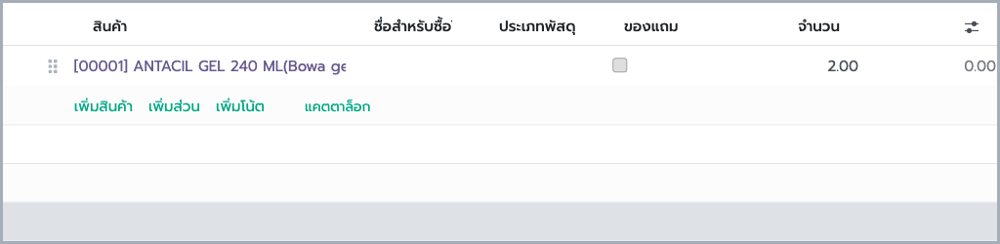 สินค้า ชื่อสำหรับซื้อ ประเภทพัสดุ ของแถม จำนวน
[00001] ANTACIL GEL 240 ML(Bowa ge 2.00 0.00
เพิ่มสินค้า เพิ่มส่วน เพิ่มโน้ต แคตตาล็อก